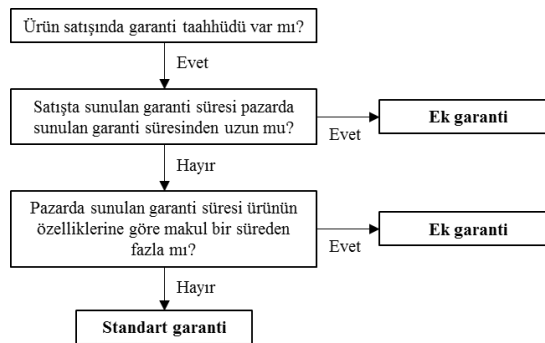 Ürün satışında garanti taahhüdü var mı?
Evet
Satışta sunulan garanti süresi pazarda
sunulan garanti süresinden uzun mu?
Evet
Ek garanti
Hayır
Pazarda sunulan garanti süresi ürünün
özelliklerine göre makul bir süreden
fazla mı?
Evet
Ek garanti
Hayır
Standart garanti